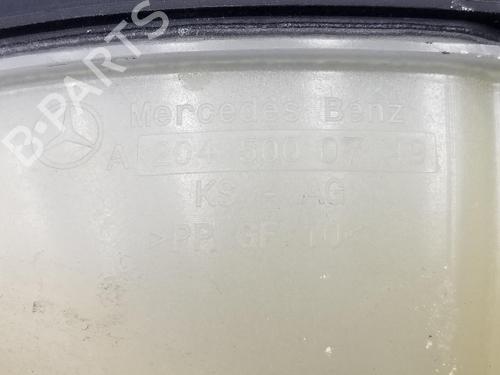 B-PARTS
Mercedes Benz
A 204 500 07 49
KS - AG
>PP GF 10<